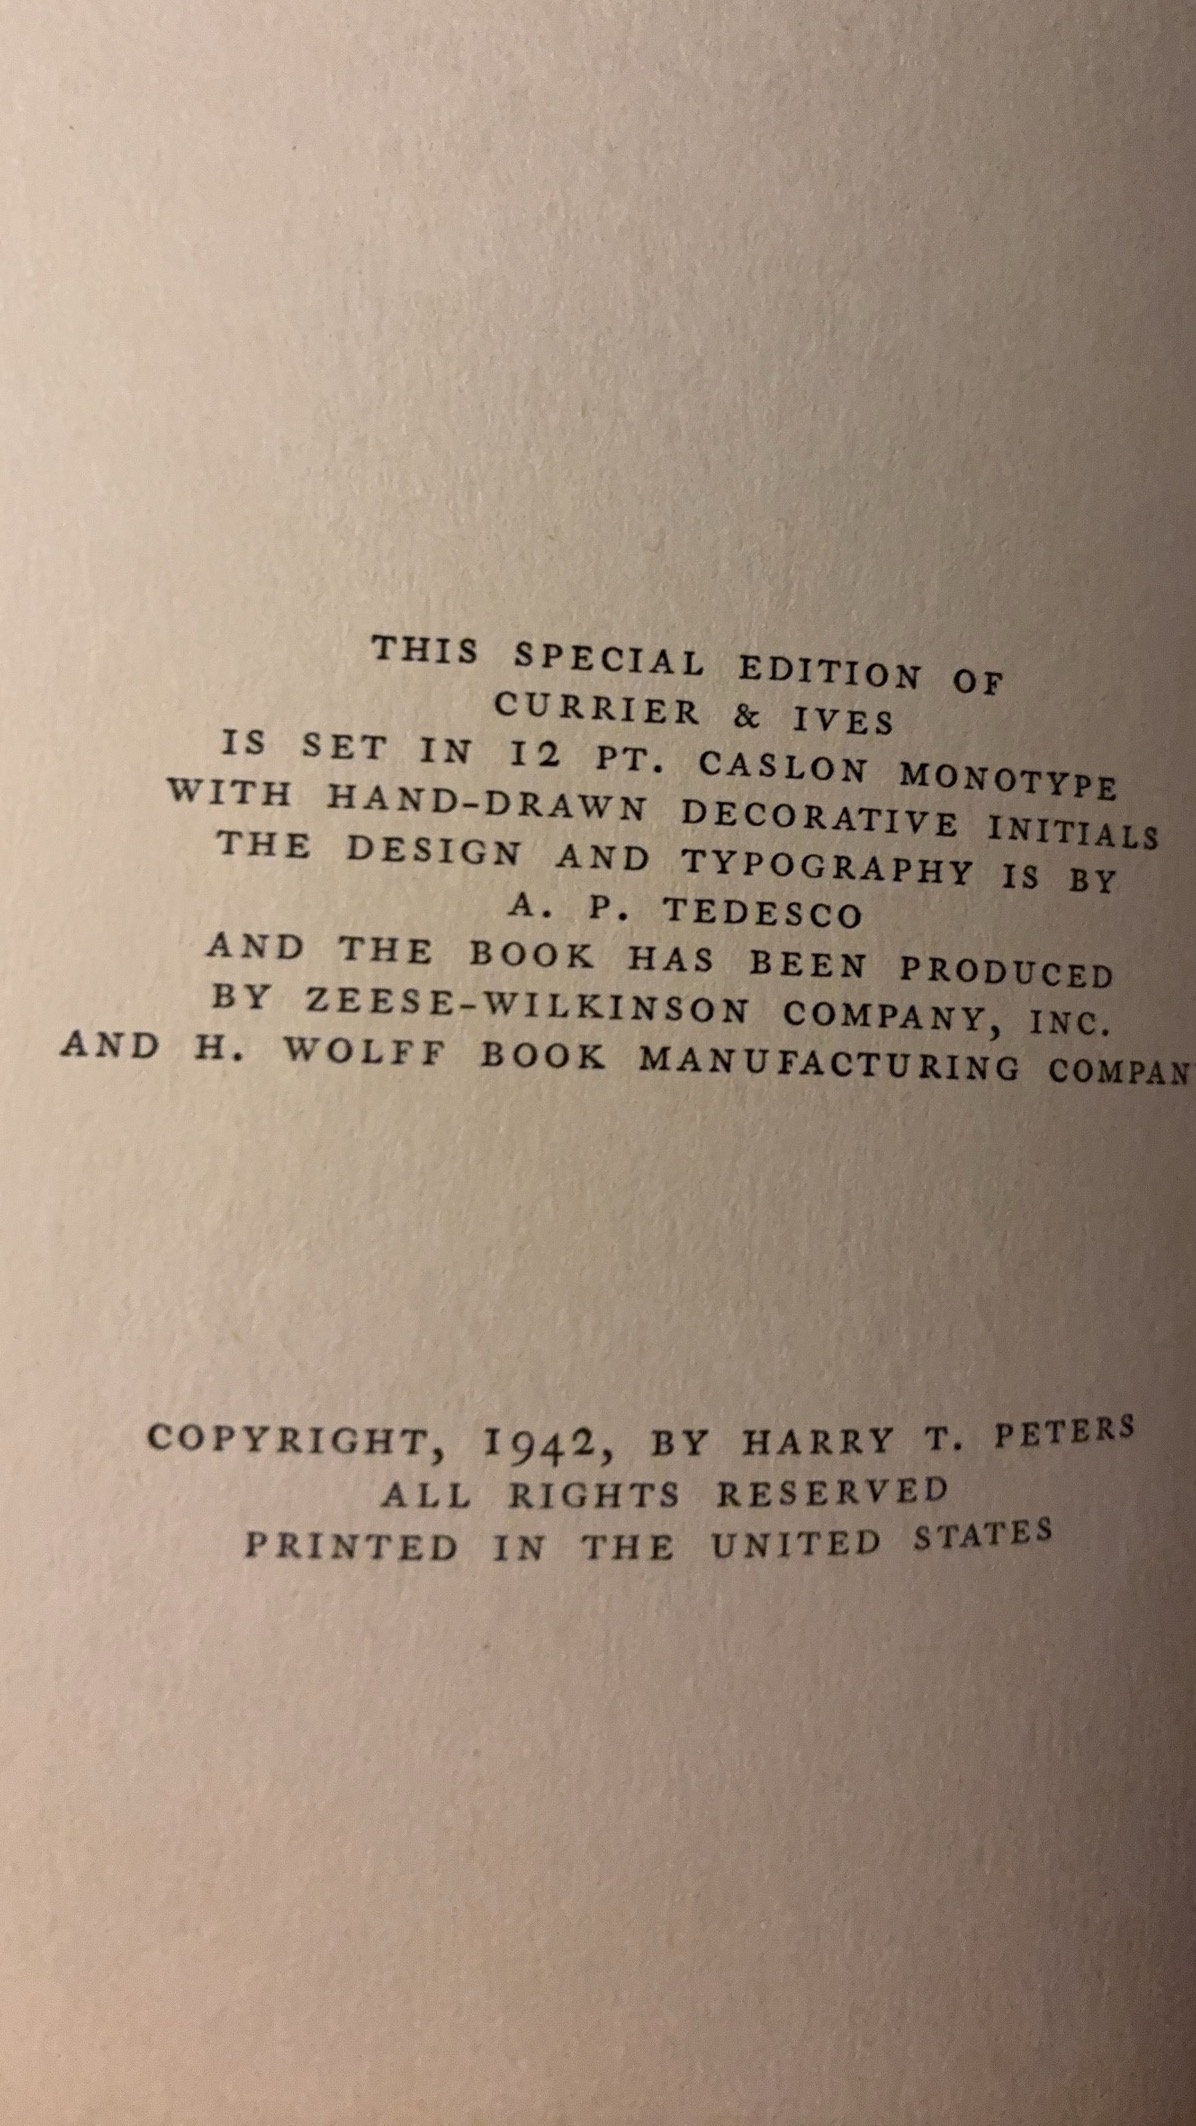 THIS SPECIAL EDITION OF
CURRIER & IVES
IS SET IN 12 PT. CASLON MONOTYPE
WITH HAND-DRAWN DECORATIVE INITIALS
THE DESIGN AND TYPOGRAPHY IS BY
A. P. TEDESCO
AND THE BOOK HAS BEEN PRODUCED
BY ZEESE-WILKINSON COMPANY, INC.
AND H. WOLFF BOOK MANUFACTURING COMPAN
COPYRIGHT, 1942, BY HARRY T. PETERS
ALL RIGHTS RESERVED
PRINTED IN THE UNITED STATES